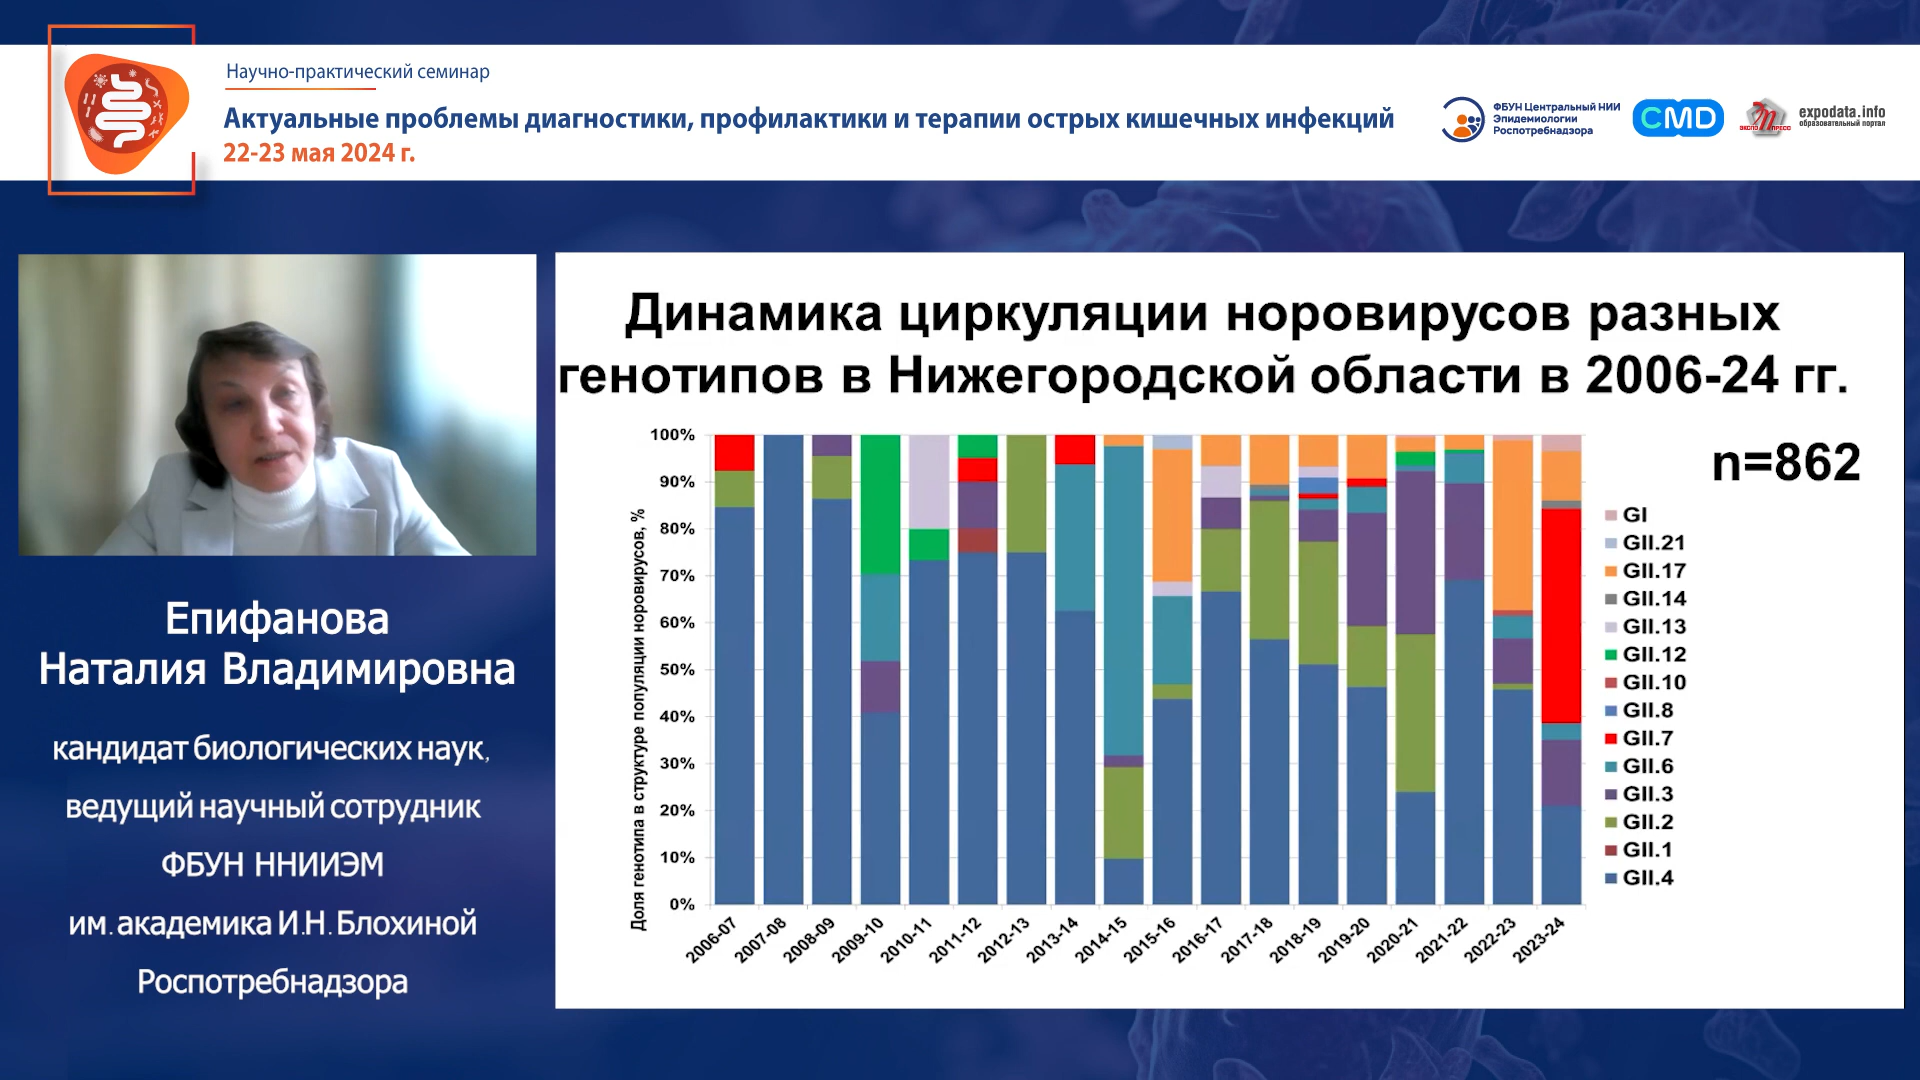 Научно-практический семинар
Актуальные проблемы диагностики, профилактики и терапии острых кишечных инфекций
22-23 мая 2024 г.
ФБУН Центральный НИИ
Эпидемиологии
Роспотребнадзора
CMD
ЭКСПО ПРЕСС
expodata.info
образовательный портал
Епифанова
Наталия Владимировна
кандидат биологических наук,
ведущий научный сотрудник
ФБУН ННИИЭМ
им. академика И.Н. Блохиной
Роспотребнадзора
Динамика циркуляции норовирусов разных
генотипов в Нижегородской области в 2006-24 гг.
n=862
Доля генотипа в структуре популяции норовирусов, %
100%
90%
80%
70%
60%
50%
40%
30%
20%
10%
0%
2006-07
2007-08
2008-09
2009-10
2010-11
2011-12
2012-13
2013-14
2014-15
2015-16
2016-17
2017-18
2018-19
2019-20
2020-21
2021-22
2022-23
2023-24
GI
GII.21
GII.17
GII.14
GII.13
GII.12
GII.10
GII.8
GII.7
GII.6
GII.3
GII.2
GII.1
GII.4